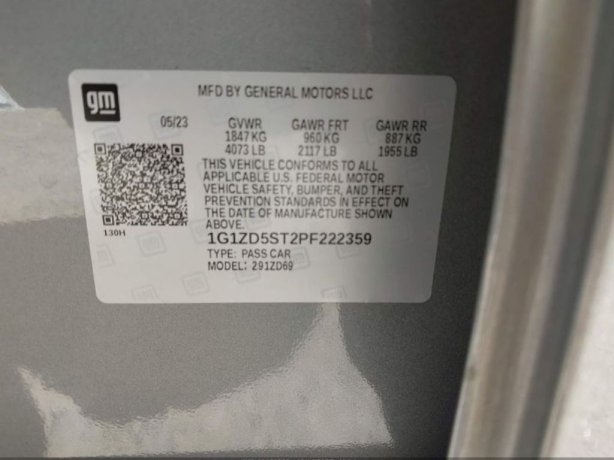 gm
MFD BY GENERAL MOTORS LLC
05/23 GVWR GAWR FRT GAWR RR
1847 KG 960 KG 887 KG
4073 LB 2117 LB 1955 LB
THIS VEHICLE CONFORMS TO ALL
APPLICABLE U.S. FEDERAL MOTOR
VEHICLE SAFETY, BUMPER, AND THEFT
PREVENTION STANDARDS IN EFFECT ON
THE DATE OF MANUFACTURE SHOWN
ABOVE.
130H
1G1ZD5ST2PF222359
TYPE: PASS CAR
MODEL: 291ZD69